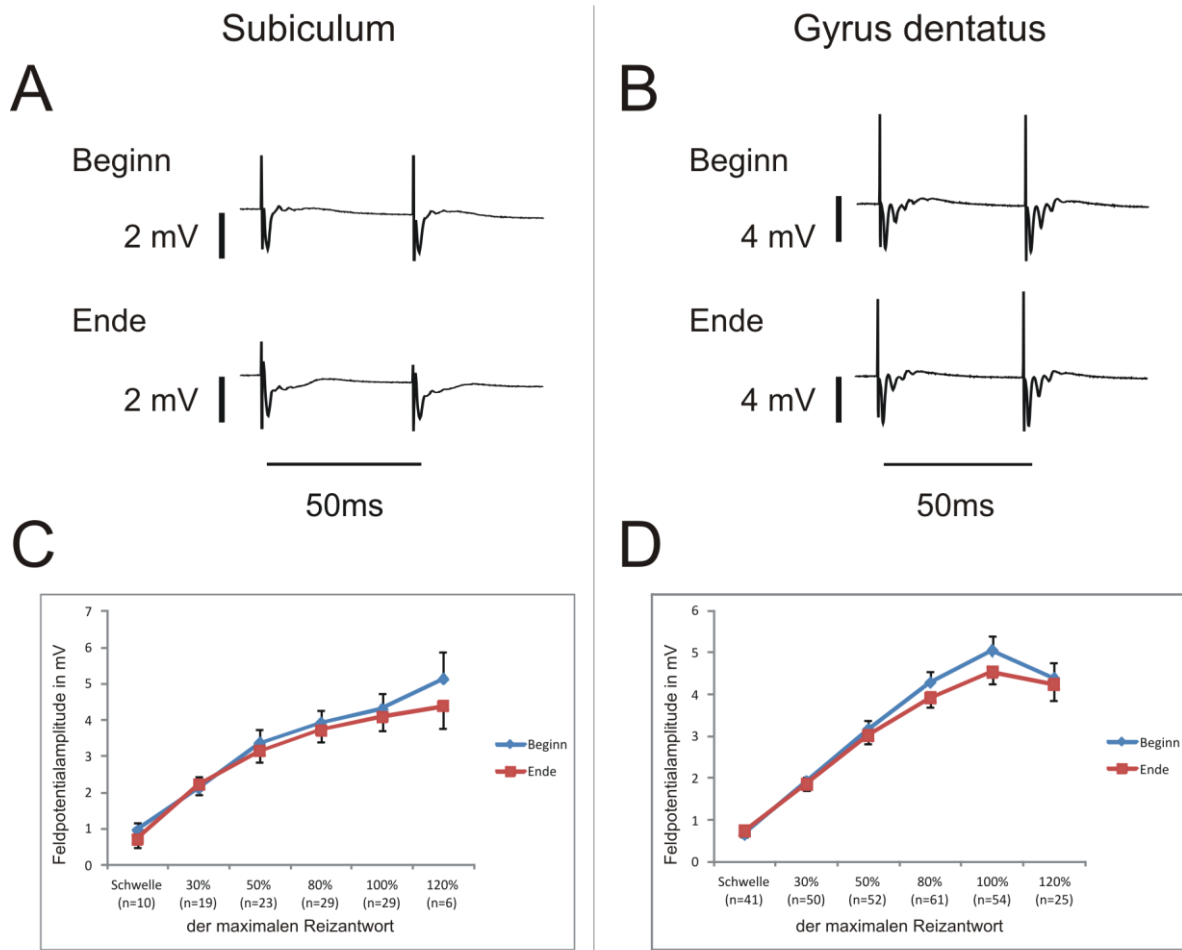 Subiculum
Gyrus dentatus
A
Beginn
2 mV
Ende
2 mV
50ms
B
Beginn
4 mV
Ende
4 mV
50ms
C
Feldpotentialamplitude in mV
7
6
5
4
3
2
1
0
Schwelle 30% 50% 80% 100% 120%
(n=10) (n=19) (n=23) (n=29) (n=29) (n=6)
der maximalen Reizantwort
Beginn
Ende
D
Feldpotentialamplitude in mV
6
5
4
3
2
1
0
Schwelle 30% 50% 80% 100% 120%
(n=41) (n=50) (n=52) (n=61) (n=54) (n=25)
der maximalen Reizantwort
Beginn
Ende